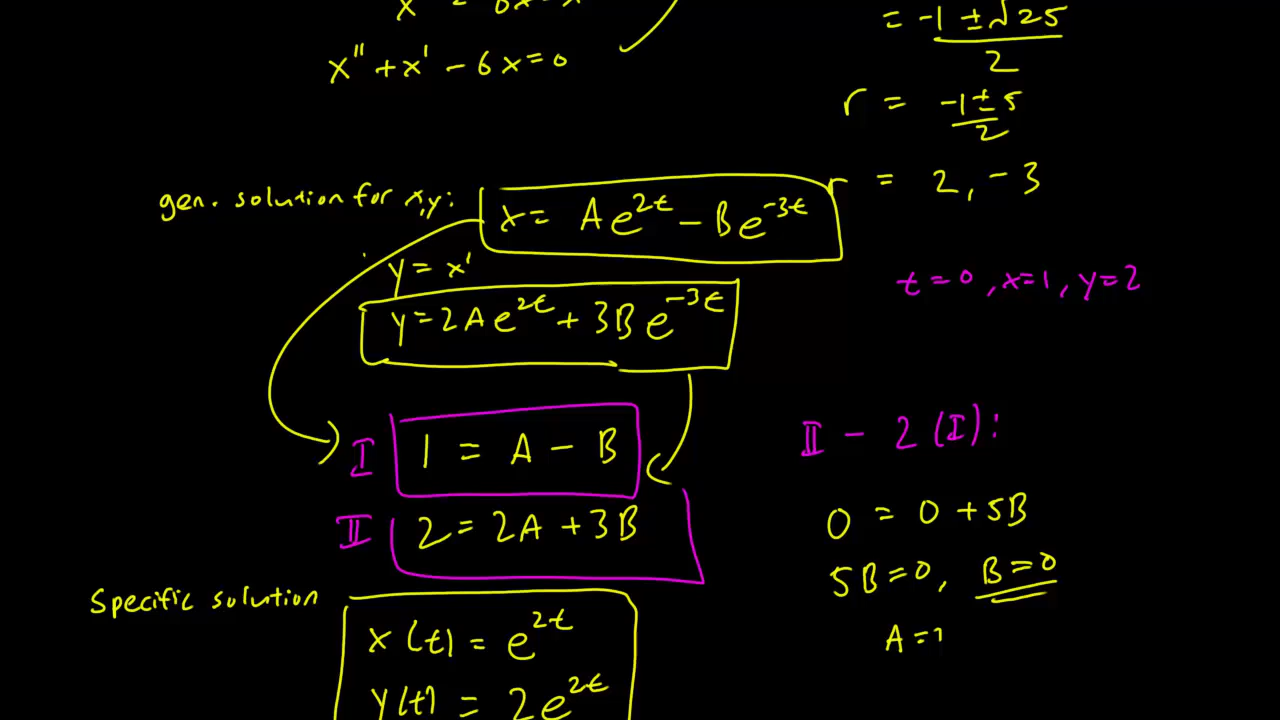 x'' + x' - 6x = 0
= -1 ± √25 / 2
r = -1 ± 5 / 2
r = 2, -3
gen. solution for x,y: x = Ae^{2t} - Be^{-3t}
y = x'
y = 2Ae^{2t} + 3Be^{-3t}
t=0, x=1, y=2
I 1 = A - B
II 2 = 2A + 3B
II - 2(I):
0 = 0 + 5B
5B = 0, B = 0
A =
Specific solution
x(t) = e^{2t}
y(t) = 2e^{2t}